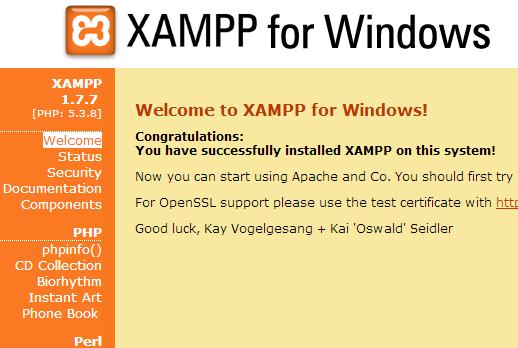 XAMPP for Windows
XAMPP
1.7.7
[PHP: 5.3.8]
Welcome
Status
Security
Documentation
Components
PHP
phpinfo()
CD Collection
Biorhythm
Instant Art
Phone Book
Perl
Welcome to XAMPP for Windows!
Congratulations:
You have successfully installed XAMPP on this system!
Now you can start using Apache and Co. You should first try
For OpenSSL support please use the test certificate with http
Good luck, Kay Vogelgesang + Kai 'Oswald' Seidler